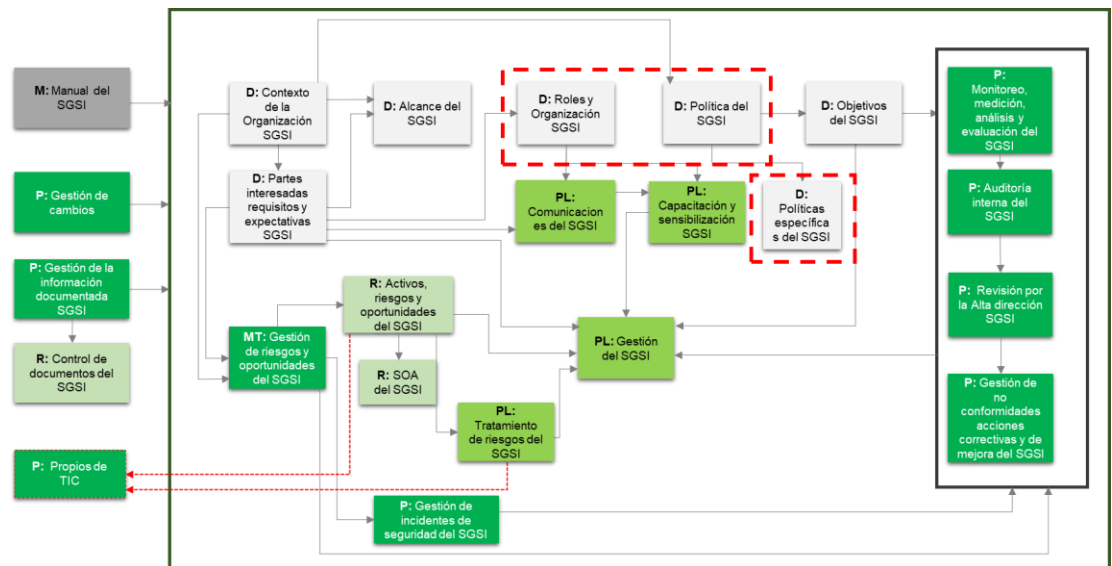 M: Manual del
SGSI
P: Gestión de
cambios
P: Gestión de la
información
documentada
SGSI
R: Control de
documentos del
SGSI
P: Propios de
TIC
D: Contexto
de la
Organización
SGSI
D: Alcance del
SGSI
D: Roles y
Organización
SGSI
D: Política del
SGSI
D: Objetivos
del SGSI
D: Partes
interesadas
requisitos y
expectativas
SGSI
PL:
Comunicacion
es del SGSI
PL:
Capacitación y
sensibilización
SGSI
D:
Políticas
específica
s del SGSI
R: Activos,
riesgos y
oportunidades
del SGSI
MT: Gestión
de riesgos y
oportunidades
del SGSI
R: SOA
del SGSI
PL: Gestión
del SGSI
PL:
Tratamiento
de riesgos del
SGSI
P: Gestión de
incidentes de
seguridad del SGSI
P:
Monitoreo,
medición,
análisis y
evaluación del
SGSI
P: Auditoría
interna del
SGSI
P: Revisión por
la Alta dirección
SGSI
P: Gestión de
no
conformidades
acciones
correctivas y de
mejora del SGSI